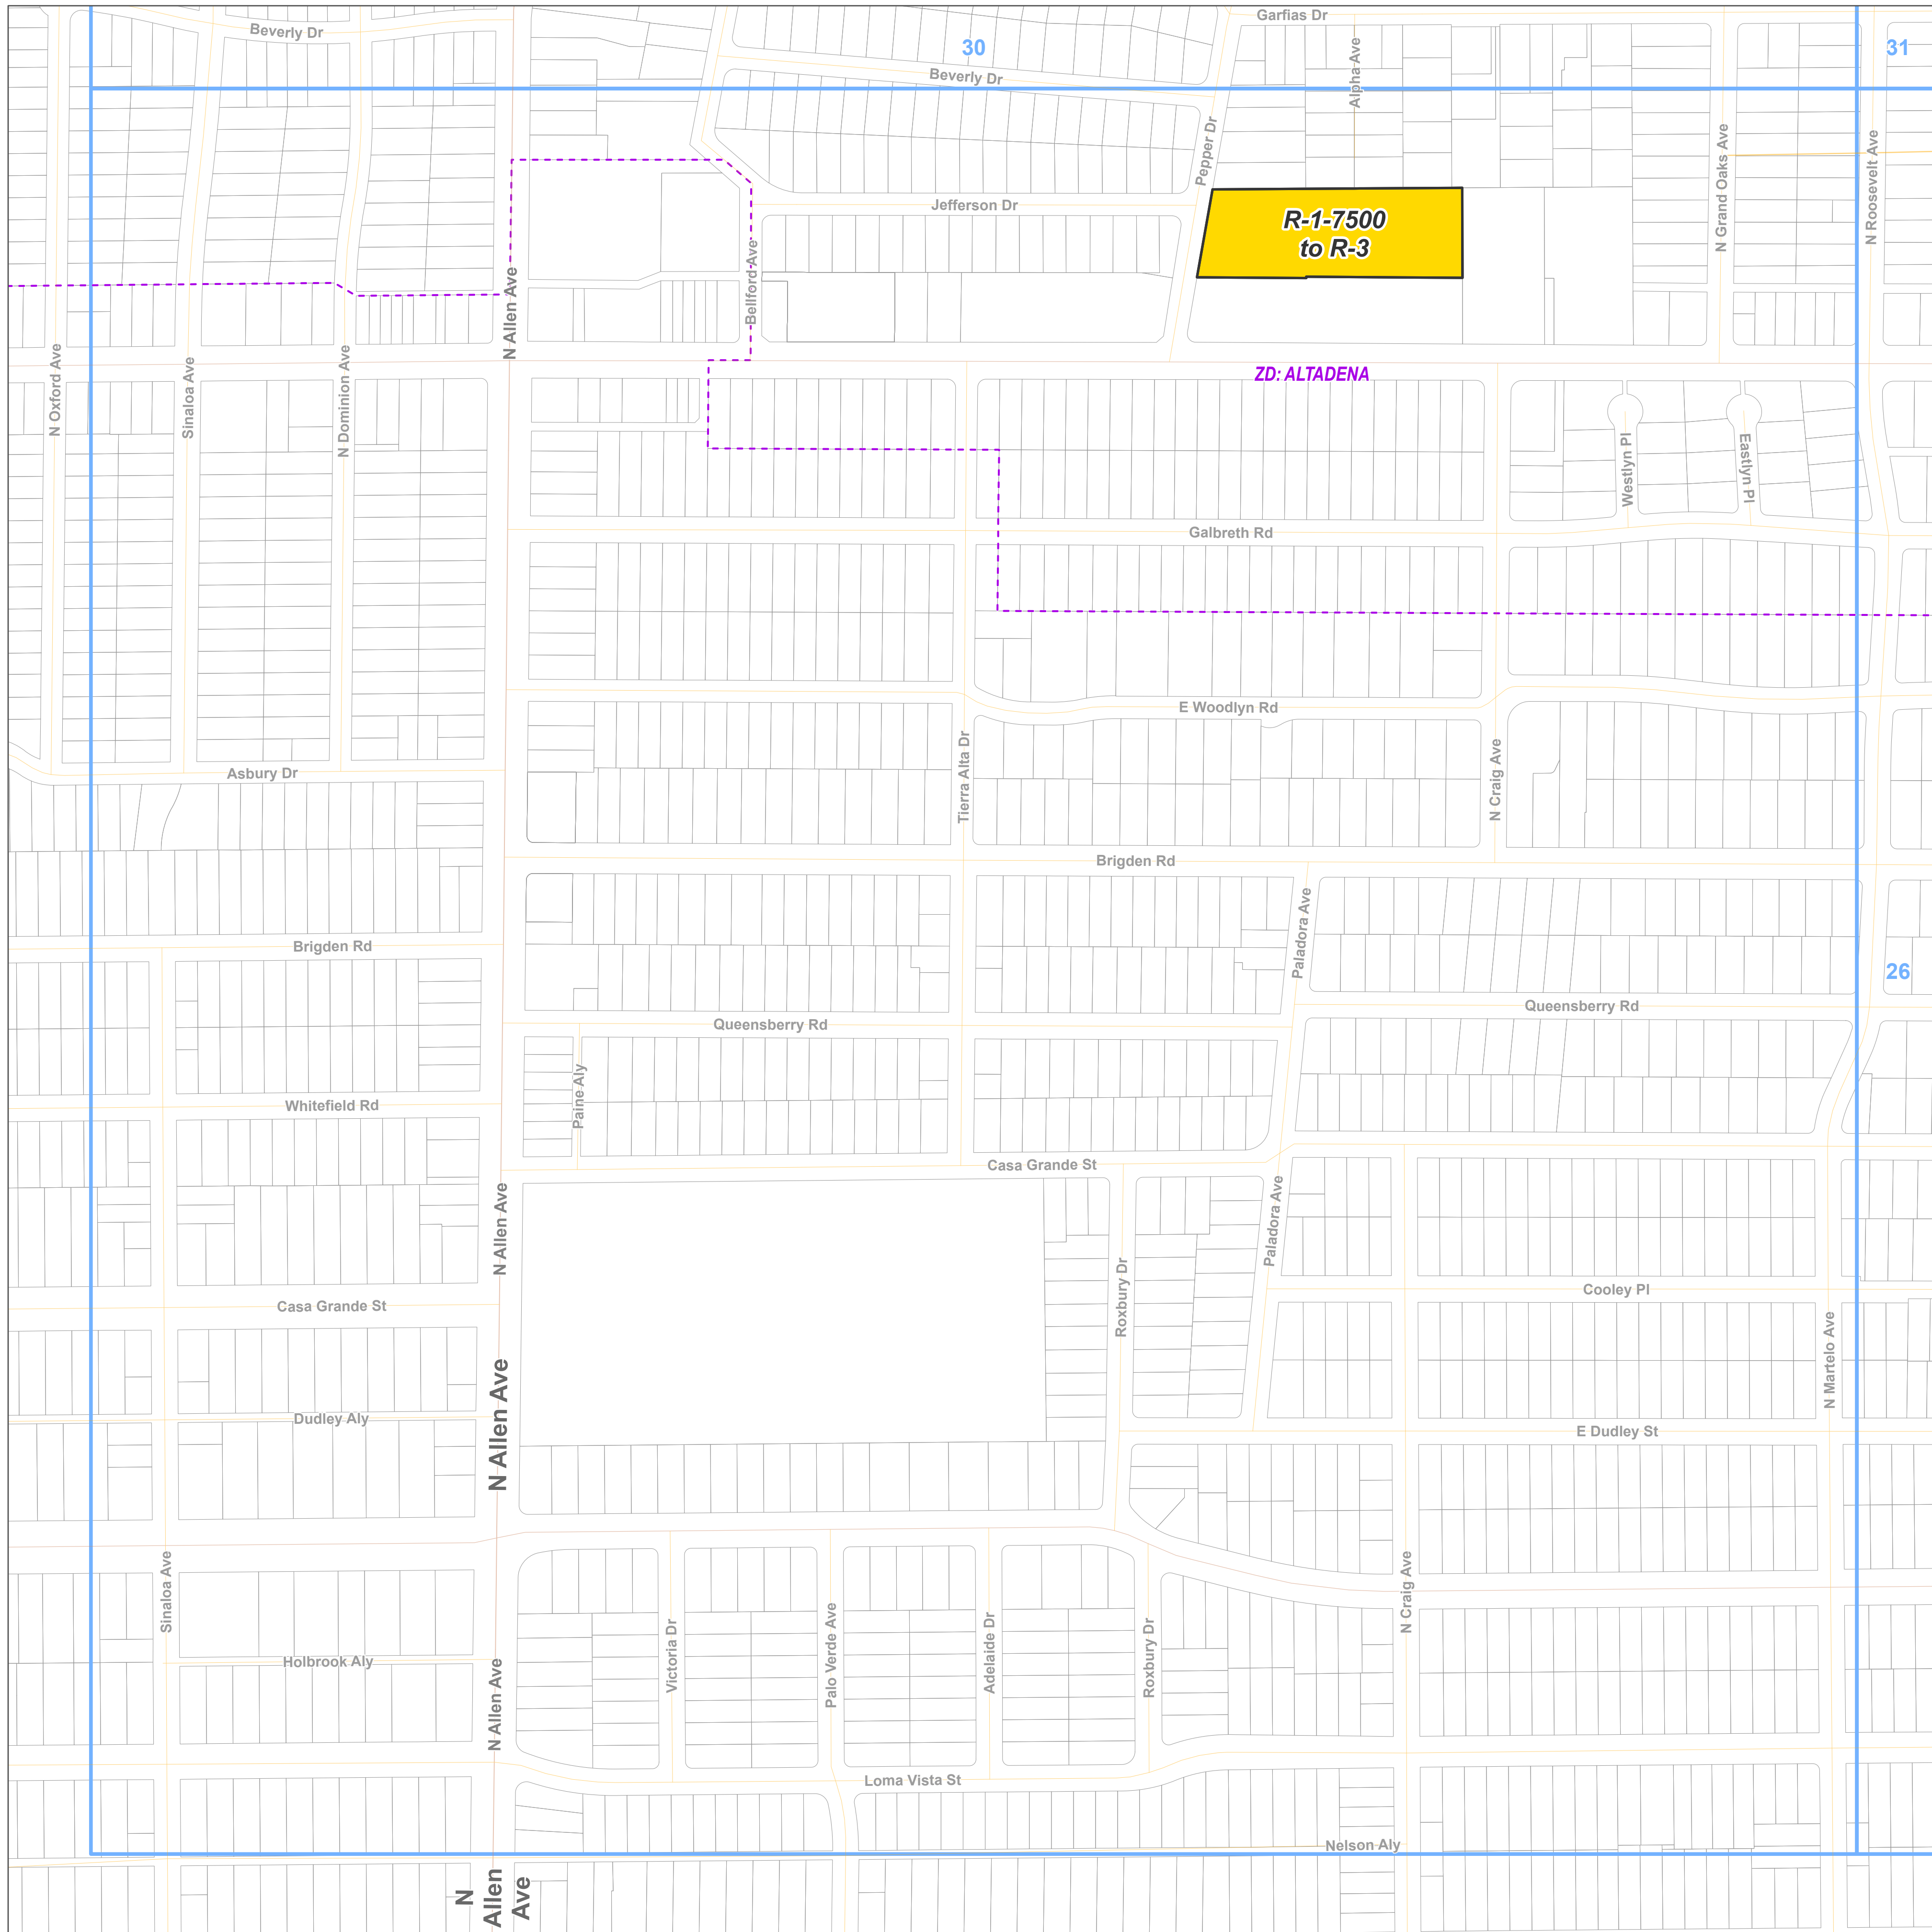 Garfias Dr
Beverly Dr
30
31
Beverly Dr
Alpha Ave
Pepper Dr
N Grand Oaks Ave
N Roosevelt Ave
Jefferson Dr
R-1-7500
to R-3
Bellford Ave
N Allen Ave
N Oxford Ave
Sinaloa Ave
N Dominion Ave
ZD: ALTADENA
Westlyn Pl
Eastlyn Pl
Galbreth Rd
E Woodlyn Rd
Tierra Alta Dr
N Craig Ave
Asbury Dr
Brigden Rd
Paladora Ave
Brigden Rd
26
Queensberry Rd
Queensberry Rd
Paine Aly
Whitefield Rd
Casa Grande St
N Allen Ave
Paladora Ave
Roxbury Dr
Cooley Pl
Casa Grande St
N Martelo Ave
N Allen Ave
Dudley Aly
E Dudley St
Sinaloa Ave
N Craig Ave
Victoria Dr
Palo Verde Ave
Adelaide Dr
Roxbury Dr
Holbrook Aly
N Allen Ave
Loma Vista St
Nelson Aly
N
Allen
Ave